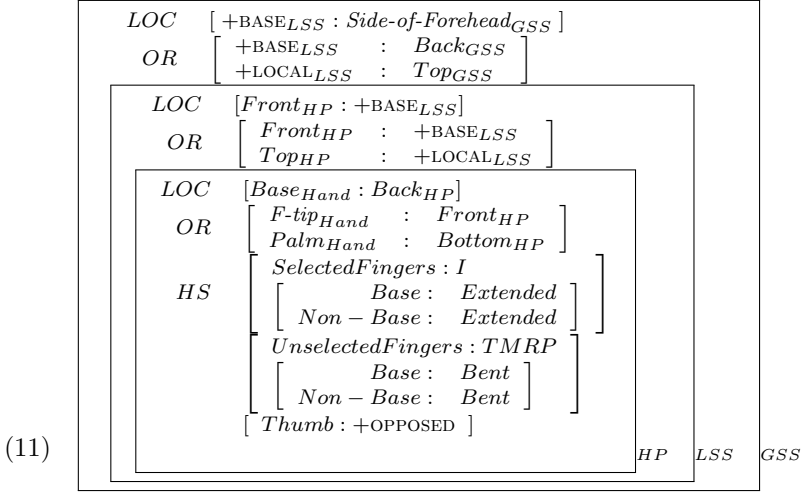 LOC [ +BASE_LSS : Side-of-Forehead_GSS ]
OR [ +BASE_LSS : Back_GSS
+LOCAL_LSS : Top_GSS ]
LOC [Front_HP : +BASE_LSS]
OR [ Front_HP : +BASE_LSS
Top_HP : +LOCAL_LSS ]
LOC [Base_Hand : Back_HP]
OR [ F-tip_Hand : Front_HP
Palm_Hand : Bottom_HP ]
HS [ SelectedFingers : I
[ Base : Extended
Non − Base : Extended ] ]
[ UnselectedFingers : TMRP
[ Base : Bent
Non − Base : Bent ] ]
[ Thumb : +OPPOSED ]
(11) HP LSS GSS